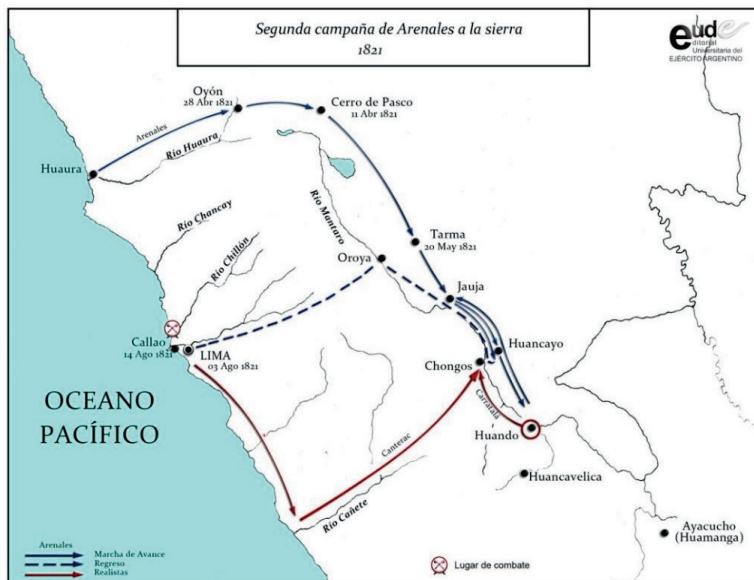 Segunda campaña de Arenales a la sierra
1821
eude
editorial
Universitaria del
EJÉRCITO ARGENTINO
Oyón
28 Abr 1821
Cerro de Pasco
11 Abr 1821
Arenales
Río Huaura
Huaura
Río Chancay
Río Mantaro
Tarma
20 May 1821
Río Chillón
Oroya
Jauja
Callao
14 Ago 1821
LIMA
03 Ago 1821
Huancayo
Chongos
OCEANO
PACÍFICO
Carratalá
Canterac
Huando
Huancavelica
Río Cañete
Ayacucho
(Huamanga)
Arenales
Marcha de Avance
Regreso
Realistas
Lugar de combate